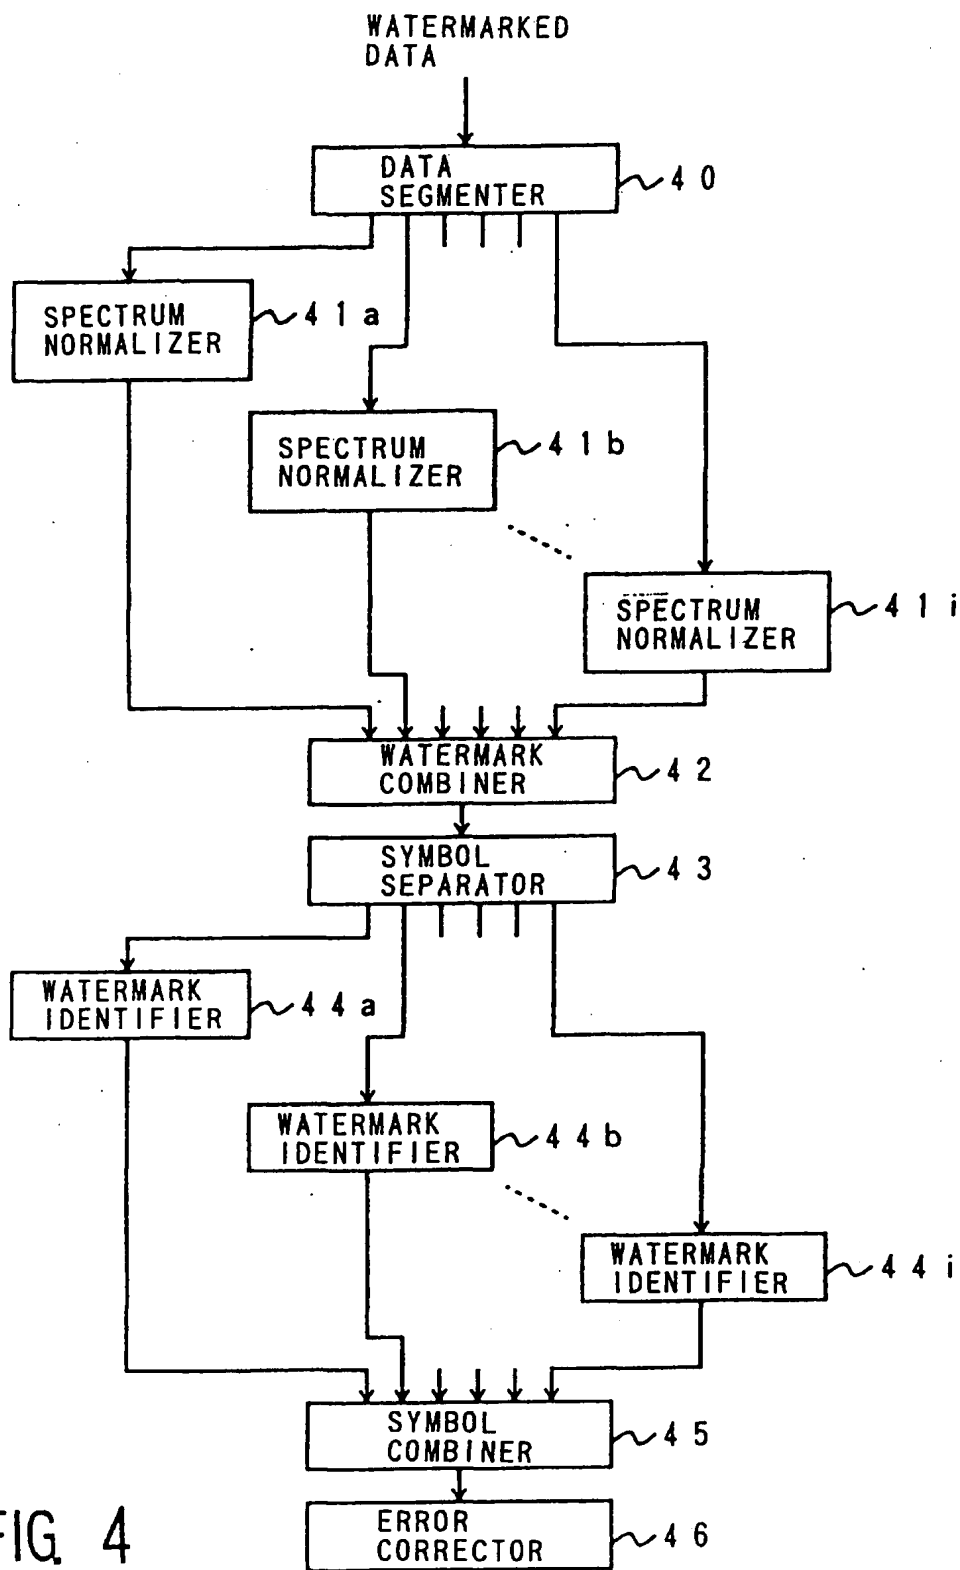 WATERMARKED
DATA
DATA
SEGMENTER
40
SPECTRUM
NORMALIZER
41a
SPECTRUM
NORMALIZER
41b
SPECTRUM
NORMALIZER
41i
WATERMARK
COMBINER
42
SYMBOL
SEPARATOR
43
WATERMARK
IDENTIFIER
44a
WATERMARK
IDENTIFIER
44b
WATERMARK
IDENTIFIER
44i
SYMBOL
COMBINER
45
ERROR
CORRECTOR
46
FIG. 4